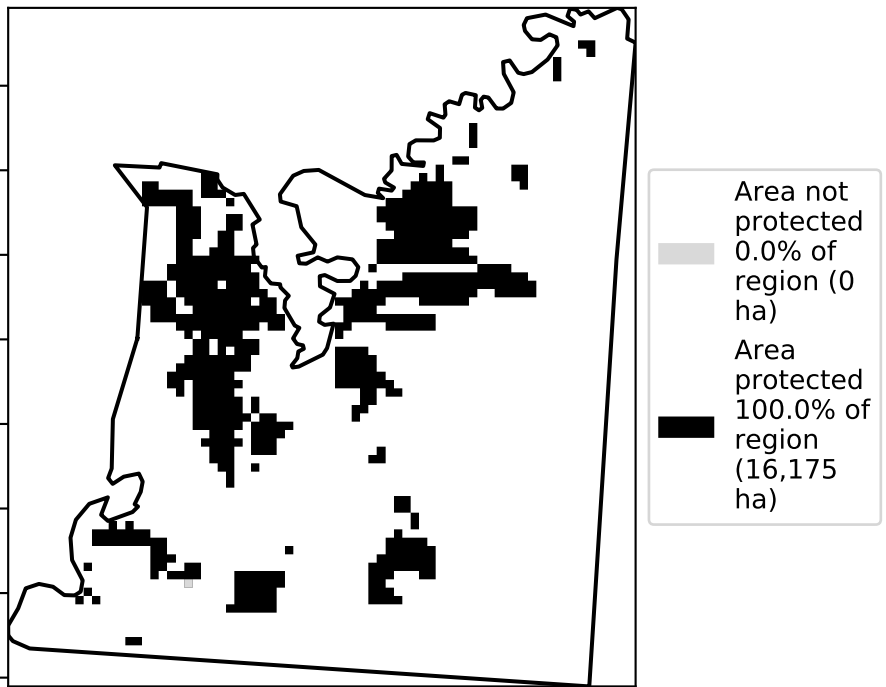 Area not
protected
0.0% of
region (0
ha)
Area
protected
100.0% of
region
(16,175
ha)